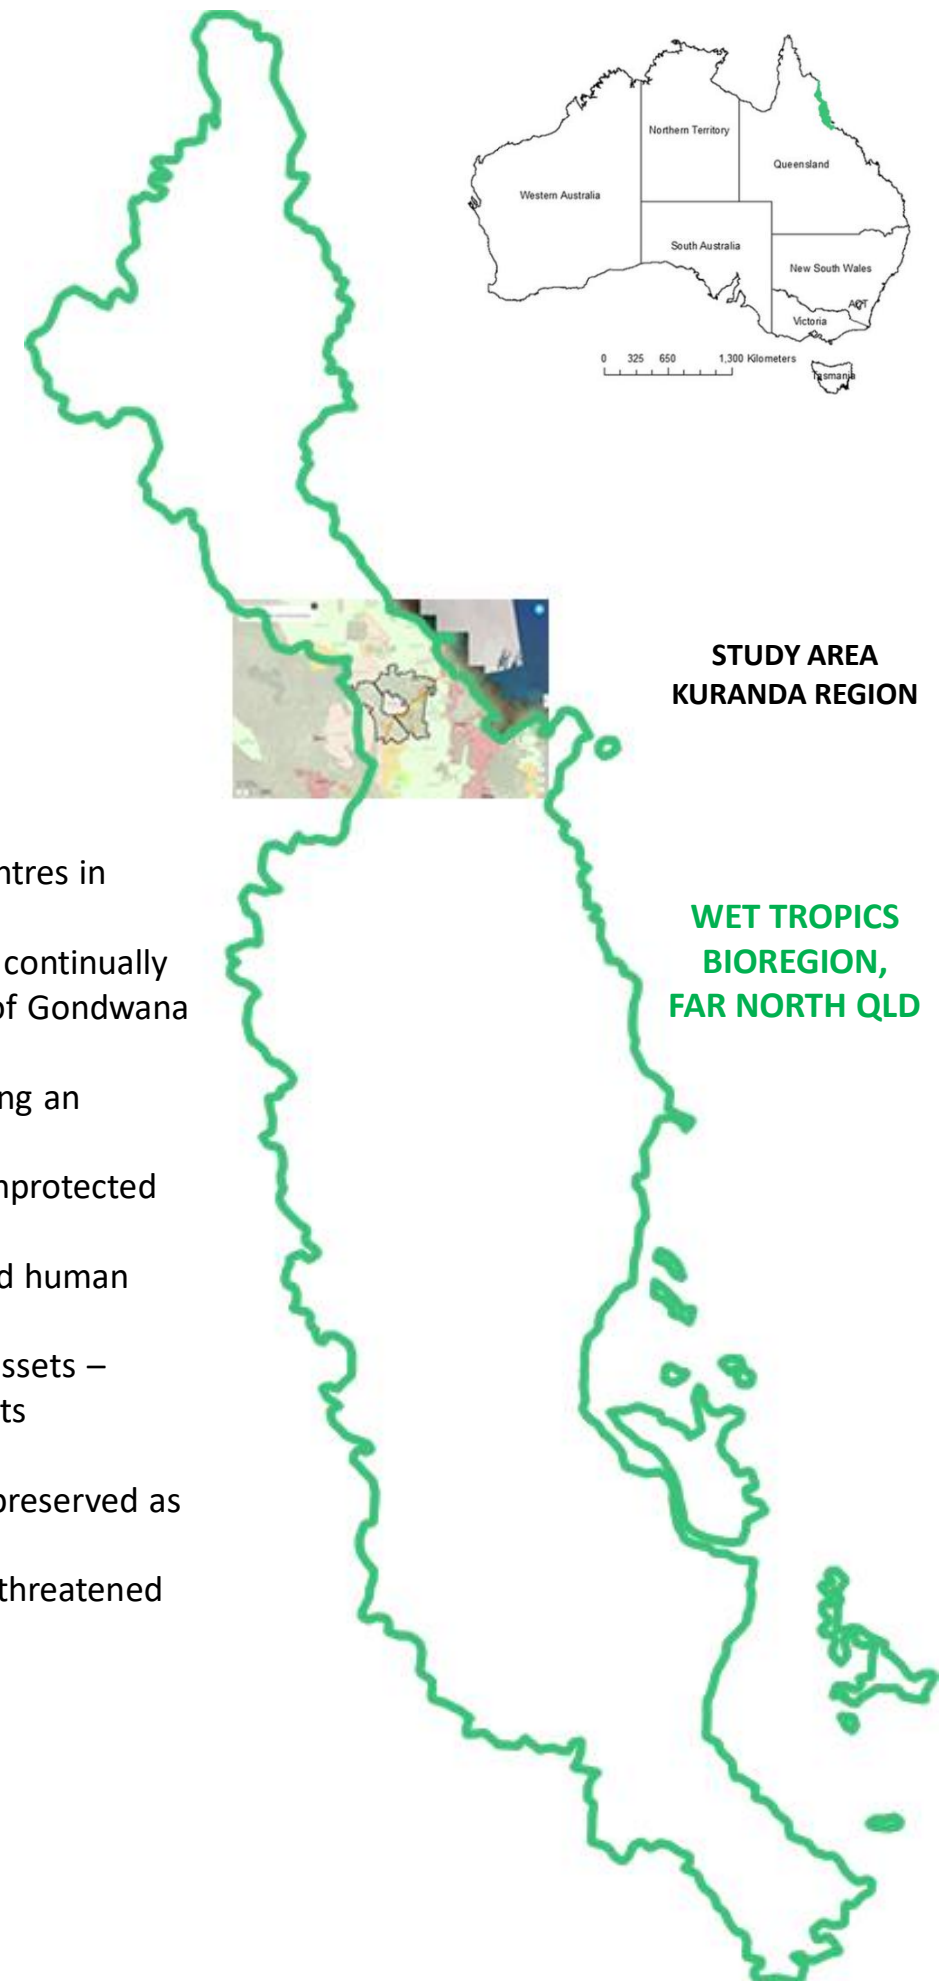 Northern Territory
Queensland
Western Australia
South Australia
New South Wales
ACT
Victoria
0 325 650 1,300 Kilometers
Tasmania
STUDY AREA
KURANDA REGION
ntres in
WET TROPICS
BIOREGION,
FAR NORTH QLD
continually
of Gondwana
ng an
nprotected
d human
ssets –
ts
preserved as
threatened